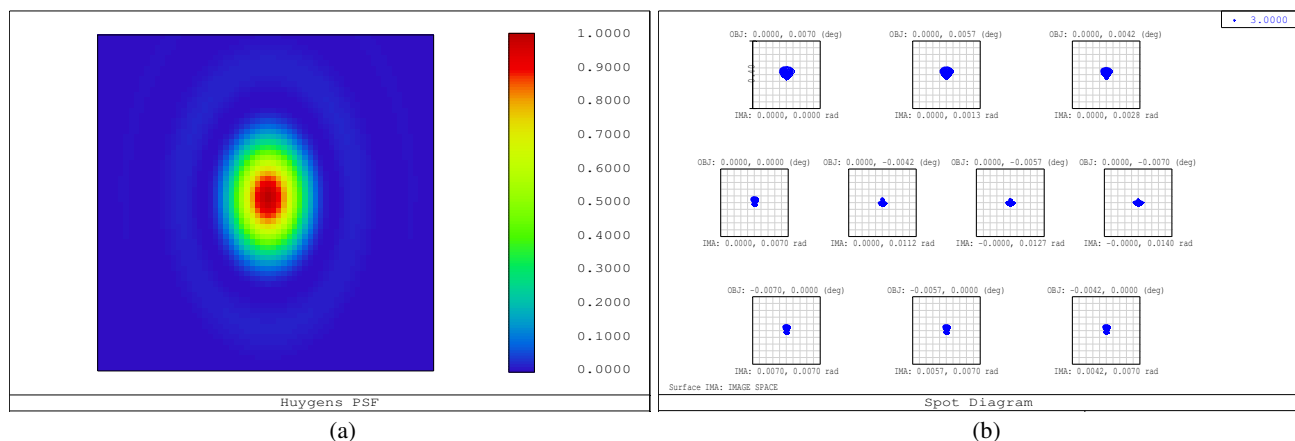 1.0000
0.9000
0.8000
0.7000
0.6000
0.5000
0.4000
0.3000
0.2000
0.1000
0.0000
Huygens PSF
(a)
3.0000
OBJ: 0.0000, 0.0070 (deg)
OBJ: 0.0000, 0.0057 (deg)
OBJ: 0.0000, 0.0042 (deg)
IMA: 0.0000, 0.0000 rad
IMA: 0.0000, 0.0013 rad
IMA: 0.0000, 0.0028 rad
OBJ: 0.0000, 0.0000 (deg)
OBJ: 0.0000, -0.0042 (deg)
OBJ: 0.0000, -0.0057 (deg)
OBJ: 0.0000, -0.0070 (deg)
IMA: 0.0000, 0.0070 rad
IMA: 0.0000, 0.0112 rad
IMA: -0.0000, 0.0127 rad
IMA: -0.0000, 0.0140 rad
OBJ: -0.0070, 0.0000 (deg)
OBJ: -0.0057, 0.0000 (deg)
OBJ: -0.0042, 0.0000 (deg)
IMA: 0.0070, 0.0070 rad
IMA: 0.0057, 0.0070 rad
IMA: 0.0042, 0.0070 rad
Surface IMA: IMAGE SPACE
Spot Diagram
(b)